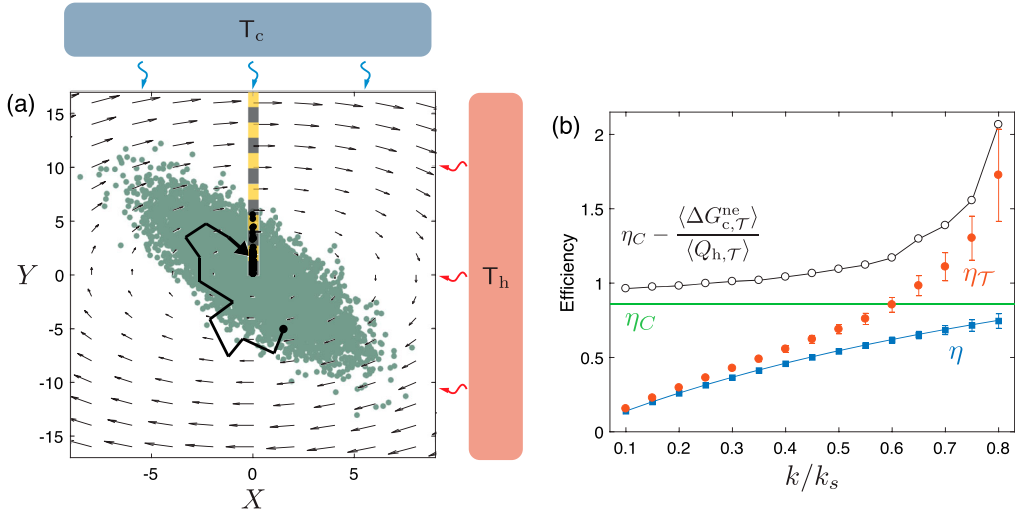 T_c
(a)
15
10
5
0
-5
-10
-15
Y
-5
0
5
X
T_h
(b)
2
1.5
1
0.5
0
Efficiency
η_C − ⟨ΔG^{ne}_{c,𝒯}⟩ / ⟨Q_{h,𝒯}⟩
η_𝒯
η_C
η
0.1 0.2 0.3 0.4 0.5 0.6 0.7 0.8
k/k_s